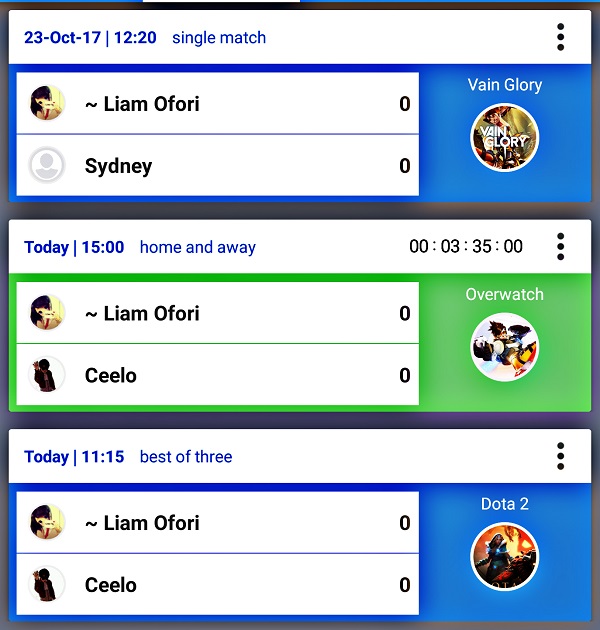 23-Oct-17 | 12:20 single match
Vain Glory
~ Liam Ofori 0
VAIN
GLORY
Sydney 0
Today | 15:00 home and away 00 : 03 : 35 : 00
Overwatch
~ Liam Ofori 0
Ceelo 0
Today | 11:15 best of three
Dota 2
~ Liam Ofori 0
Ceelo 0